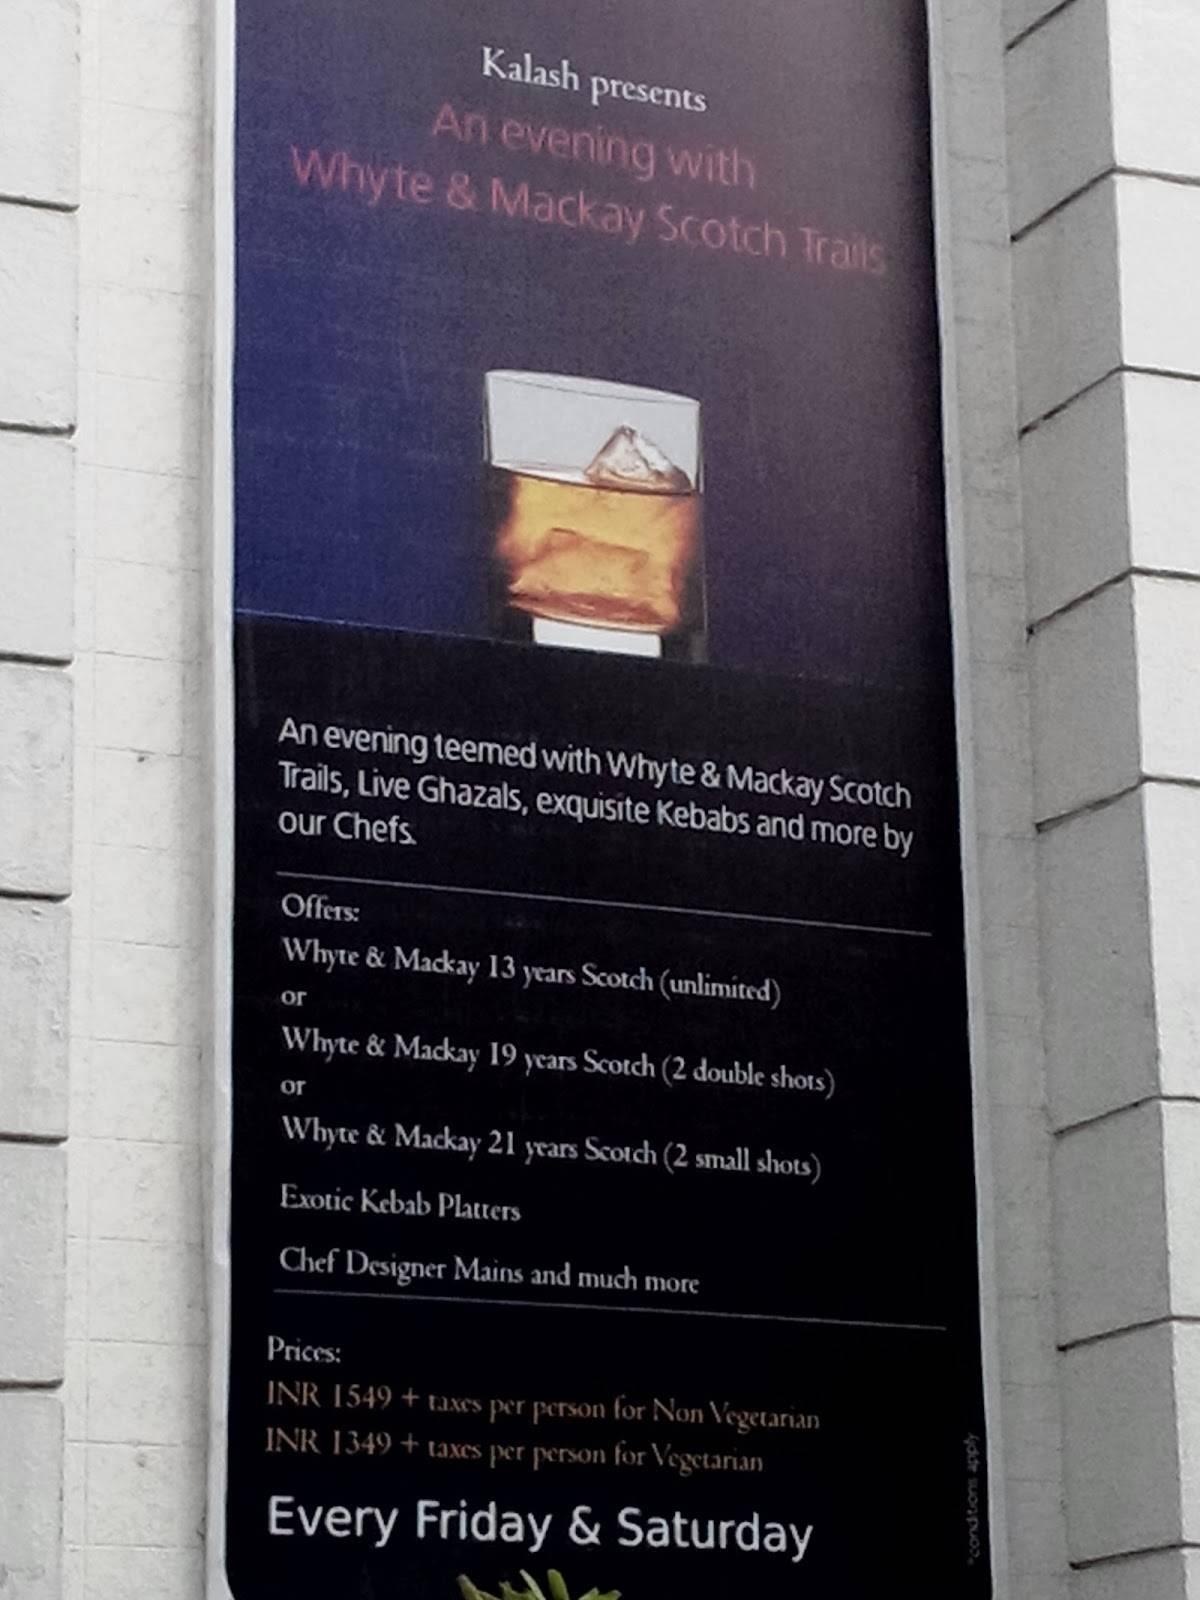 Kalash presents
An evening with
Whyte & Mackay Scotch Trails
An evening teemed with Whyte & Mackay Scotch
Trails, Live Ghazals, exquisite Kebabs and more by
our Chefs.
Offers:
Whyte & Mackay 13 years Scotch (unlimited)
or
Whyte & Mackay 19 years Scotch (2 double shots)
or
Whyte & Mackay 21 years Scotch (2 small shots)
Exotic Kebab Platters
Chef Designer Mains and much more
Prices:
INR 1549 + taxes per person for Non Vegetarian
INR 1349 + taxes per person for Vegetarian
Every Friday & Saturday
*conditions apply